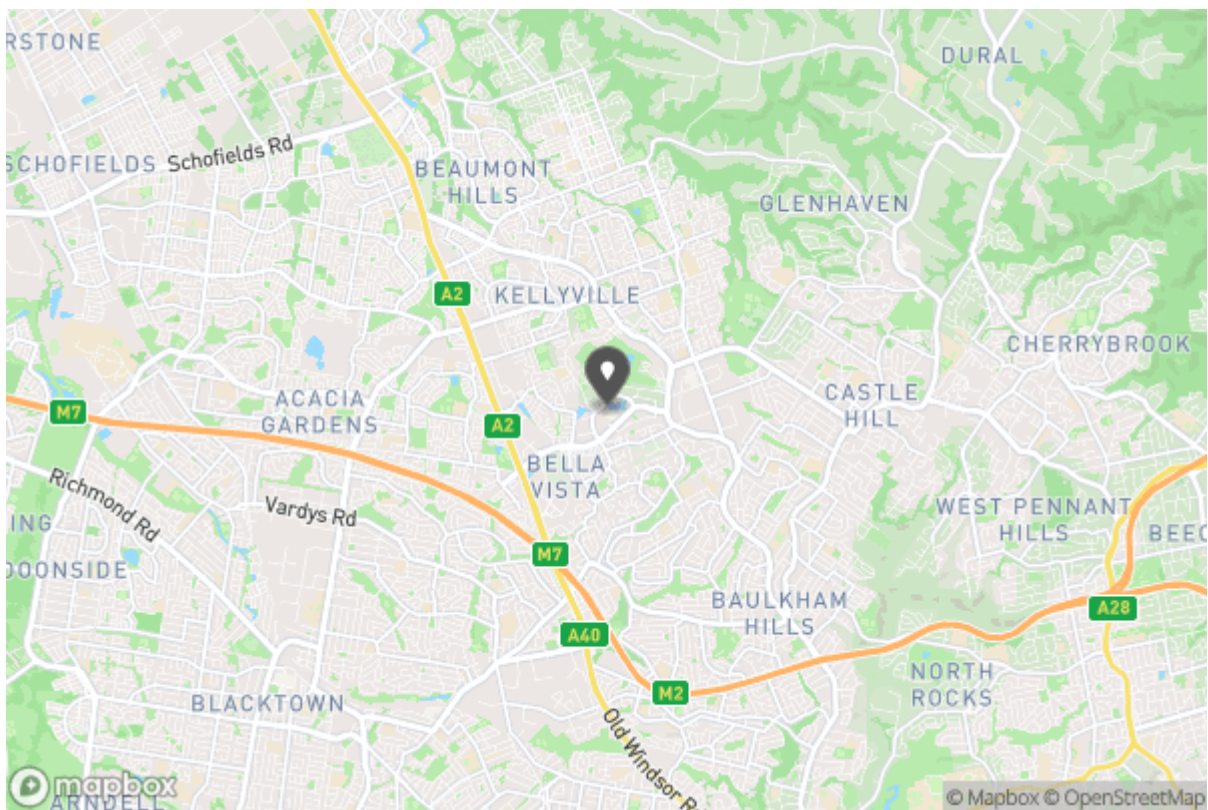 RSTONE
DURAL
Schofields Rd
SCHOFIELDS
BEAUMONT
HILLS
GLENHAVEN
A2
KELLYVILLE
CHERRYBROOK
ACACIA
GARDENS
CASTLE
HILL
M7
A2
BELLA
VISTA
Richmond Rd
Vardys Rd
WEST PENNANT
HILLS
ING
BEEC
DOONSIDE
M7
BAULKHAM
HILLS
A28
A40
NORTH
ROCKS
M2
BLACKTOWN
Old Windsor R
mapbox
ARNDELL
© Mapbox © OpenStreetMap